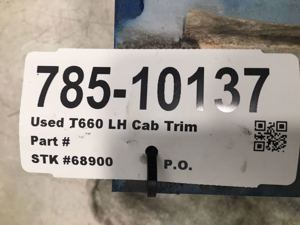 785-10137
Used T660 LH Cab Trim
Part #
STK #68900 P.O.